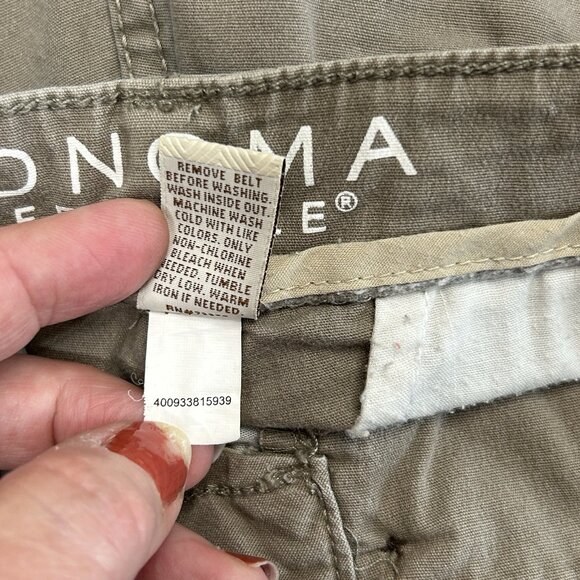 REMOVE BELT
BEFORE WASHING.
WASH INSIDE OUT.
MACHINE WASH
COLD WITH LIKE
COLORS. ONLY
NON-CHLORINE
BLEACH WHEN
NEEDED. TUMBLE
DRY LOW, WARM
IRON IF NEEDED.
400933815939